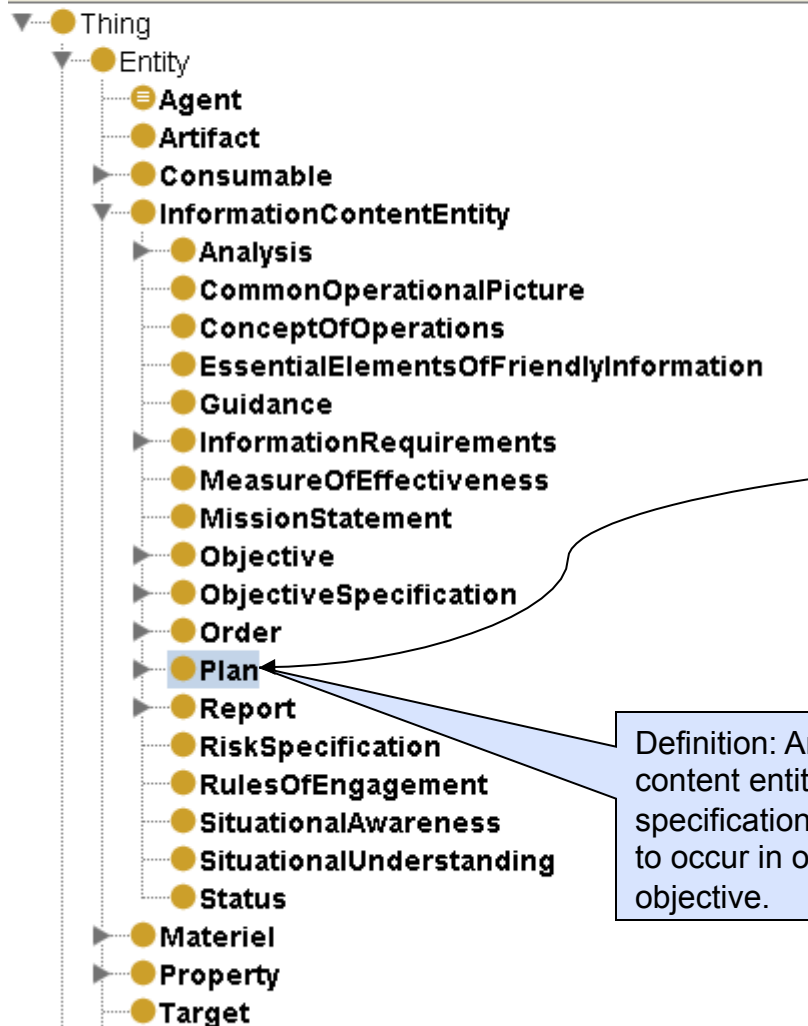 Thing
Entity
Agent
Artifact
Consumable
InformationContentEntity
Analysis
CommonOperationalPicture
ConceptOfOperations
EssentialElementsOfFriendlyInformation
Guidance
InformationRequirements
MeasureOfEffectiveness
MissionStatement
Objective
ObjectiveSpecification
Order
Plan
Report
RiskSpecification
RulesOfEngagement
SituationalAwareness
SituationalUnderstanding
Status
Materiel
Property
Target
Definition:
content
specification
to occur in
objective.